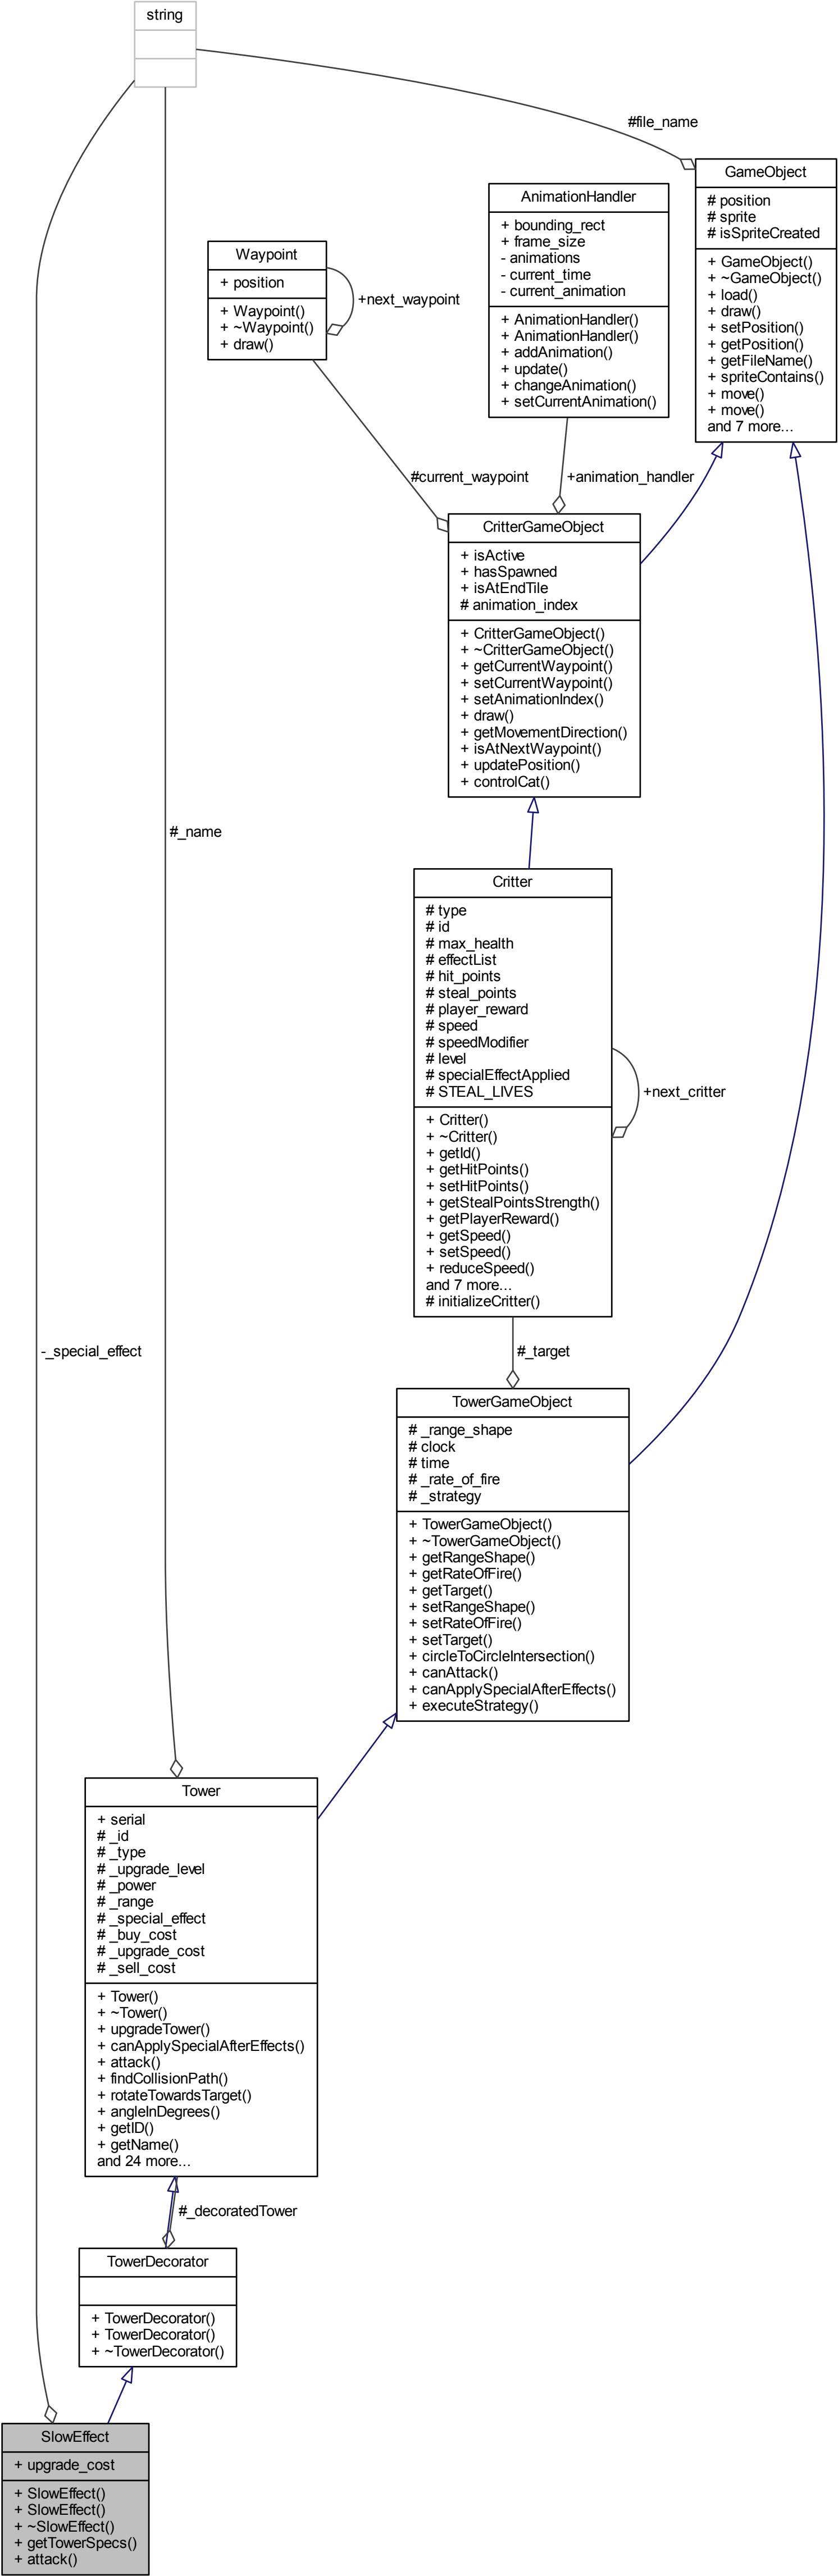 string
#file_name
GameObject
# position
# sprite
# isSpriteCreated
+ GameObject()
+ ~GameObject()
+ load()
+ draw()
+ setPosition()
+ getPosition()
+ getFileName()
+ spriteContains()
+ move()
+ move()
and 7 more...
AnimationHandler
+ bounding_rect
+ frame_size
- animations
- current_time
- current_animation
+ AnimationHandler()
+ AnimationHandler()
+ addAnimation()
+ update()
+ changeAnimation()
+ setCurrentAnimation()
Waypoint
+ position
+ Waypoint()
+ ~Waypoint()
+ draw()
+next_waypoint
#current_waypoint
+animation_handler
CritterGameObject
+ isActive
+ hasSpawned
+ isAtEndTile
# animation_index
+ CritterGameObject()
+ ~CritterGameObject()
+ getCurrentWaypoint()
+ setCurrentWaypoint()
+ setAnimationIndex()
+ draw()
+ getMovementDirection()
+ isAtNextWaypoint()
+ updatePosition()
+ controlCat()
#_name
Critter
# type
# id
# max_health
# effectList
# hit_points
# steal_points
# player_reward
# speed
# speedModifier
# level
# specialEffectApplied
# STEAL_LIVES
+ Critter()
+ ~Critter()
+ getId()
+ getHitPoints()
+ setHitPoints()
+ getStealPointsStrength()
+ getPlayerReward()
+ getSpeed()
+ setSpeed()
+ reduceSpeed()
and 7 more...
# initializeCritter()
+next_critter
-_special_effect
#_target
TowerGameObject
# _range_shape
# clock
# time
# _rate_of_fire
# _strategy
+ TowerGameObject()
+ ~TowerGameObject()
+ getRangeShape()
+ getRateOfFire()
+ getTarget()
+ setRangeShape()
+ setRateOfFire()
+ setTarget()
+ circleToCircleIntersection()
+ canAttack()
+ canApplySpecialAfterEffects()
+ executeStrategy()
Tower
+ serial
# _id
# _type
# _upgrade_level
# _power
# _range
# _special_effect
# _buy_cost
# _upgrade_cost
# _sell_cost
+ Tower()
+ ~Tower()
+ upgradeTower()
+ canApplySpecialAfterEffects()
+ attack()
+ findCollisionPath()
+ rotateTowardsTarget()
+ angleInDegrees()
+ getID()
+ getName()
and 24 more...
#_decoratedTower
TowerDecorator
+ TowerDecorator()
+ TowerDecorator()
+ ~TowerDecorator()
SlowEffect
+ upgrade_cost
+ SlowEffect()
+ SlowEffect()
+ ~SlowEffect()
+ getTowerSpecs()
+ attack()